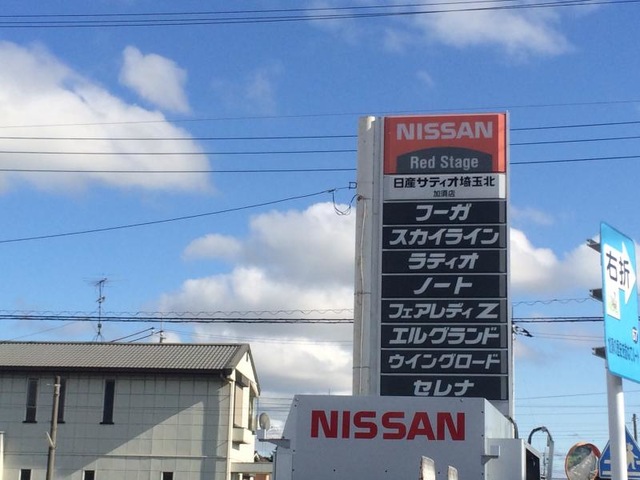 NISSAN
Red Stage
日産サティオ埼玉北
加須店
フーガ
スカイライン
ラティオ
ノート
フェアレディZ
エルグランド
ウイングロード
セレナ
NISSAN
右折